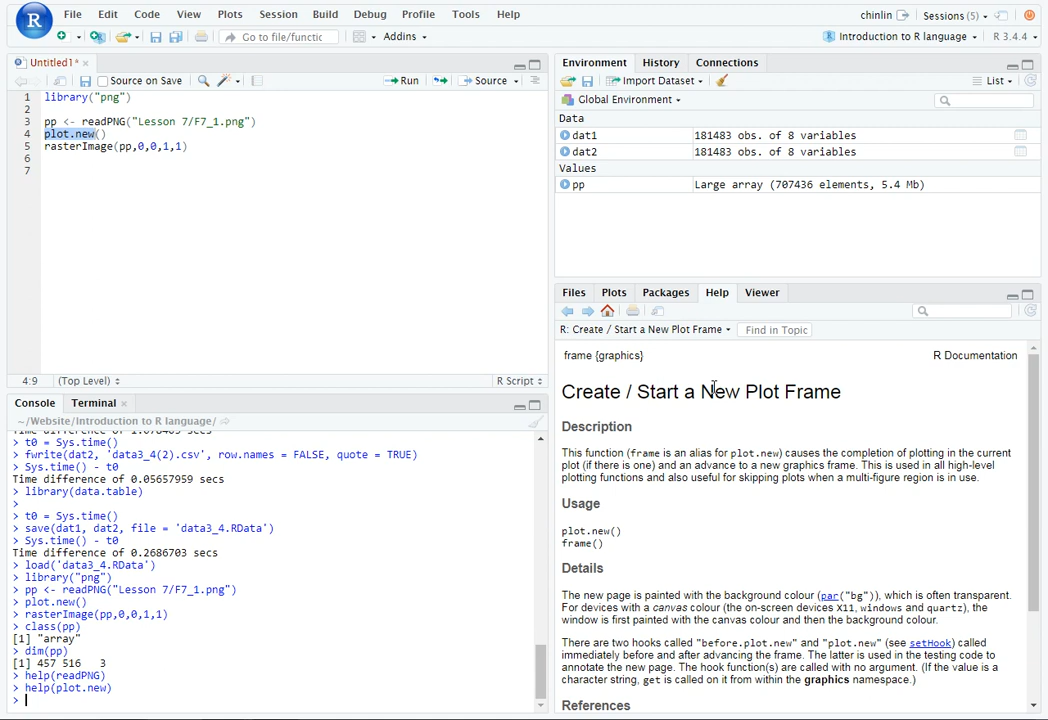 File Edit Code View Plots Session Build Debug Profile Tools Help
chinlin Sessions (5)
Go to file/functic Addins
Introduction to R language R 3.4.4
Untitled1*
Source on Save Run Source
1 library("png")
2
3 pp <- readPNG("Lesson 7/F7_1.png")
4 plot.new()
5 rasterImage(pp,0,0,1,1)
6
7
4:9 (Top Level) R Script
Console Terminal
~/Website/Introduction to R language/
> t0 = Sys.time()
> fwrite(dat2, 'data3_4(2).csv', row.names = FALSE, quote = TRUE)
> Sys.time() - t0
Time difference of 0.05657959 secs
> library(data.table)
>
> t0 = Sys.time()
> save(dat1, dat2, file = 'data3_4.RData')
> Sys.time() - t0
Time difference of 0.2686703 secs
> load('data3_4.RData')
> library("png")
> pp <- readPNG("Lesson 7/F7_1.png")
> plot.new()
> rasterImage(pp,0,0,1,1)
> class(pp)
[1] "array"
> dim(pp)
[1] 457 516   3
> help(readPNG)
> help(plot.new)
>
Environment History Connections
Import Dataset List
Global Environment
Data
dat1 181483 obs. of 8 variables
dat2 181483 obs. of 8 variables
Values
pp Large array (707436 elements, 5.4 Mb)
Files Plots Packages Help Viewer
R: Create / Start a New Plot Frame Find in Topic
frame {graphics} R Documentation
Create / Start a New Plot Frame
Description
This function (frame is an alias for plot.new) causes the completion of plotting in the current
plot (if there is one) and an advance to a new graphics frame. This is used in all high-level
plotting functions and also useful for skipping plots when a multi-figure region is in use.
Usage
plot.new()
frame()
Details
The new page is painted with the background colour (par("bg")), which is often transparent.
For devices with a canvas colour (the on-screen devices X11, windows and quartz), the
window is first painted with the canvas colour and then the background colour.
There are two hooks called "before.plot.new" and "plot.new" (see setHook) called
immediately before and after advancing the frame. The latter is used in the testing code to
annotate the new page. The hook function(s) are called with no argument. (If the value is a
character string, get is called on it from within the graphics namespace.)
References